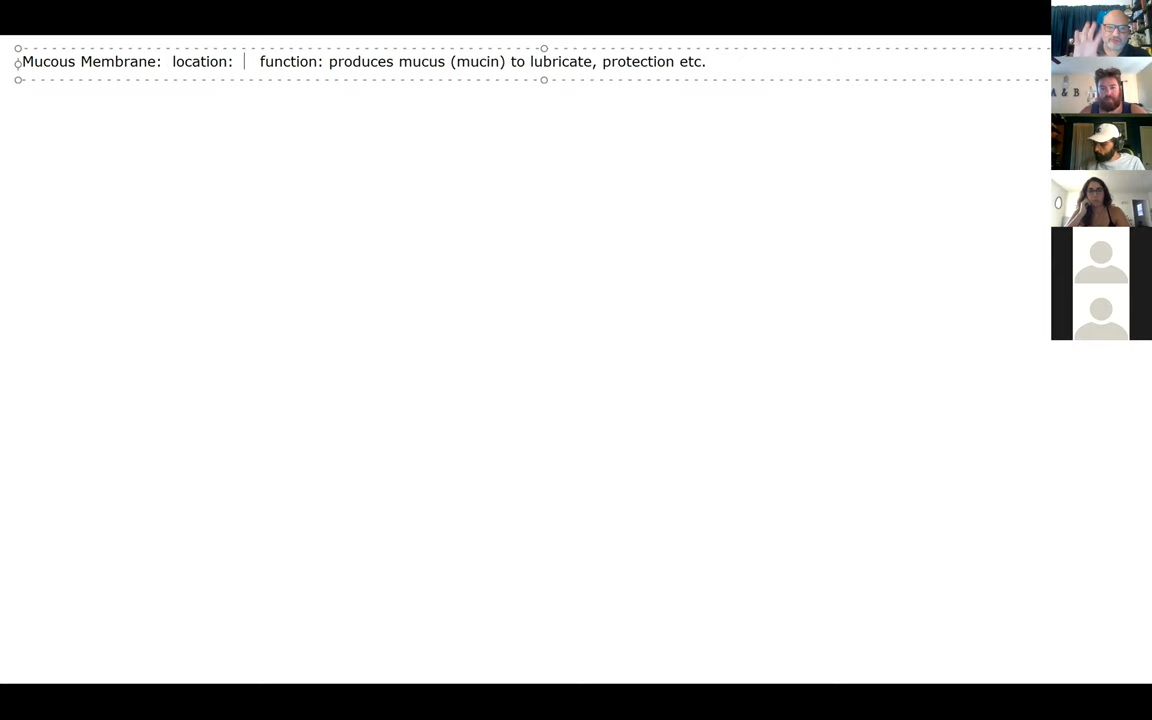 Mucous Membrane:  location:    function: produces mucus (mucin) to lubricate, protection etc.
A & B